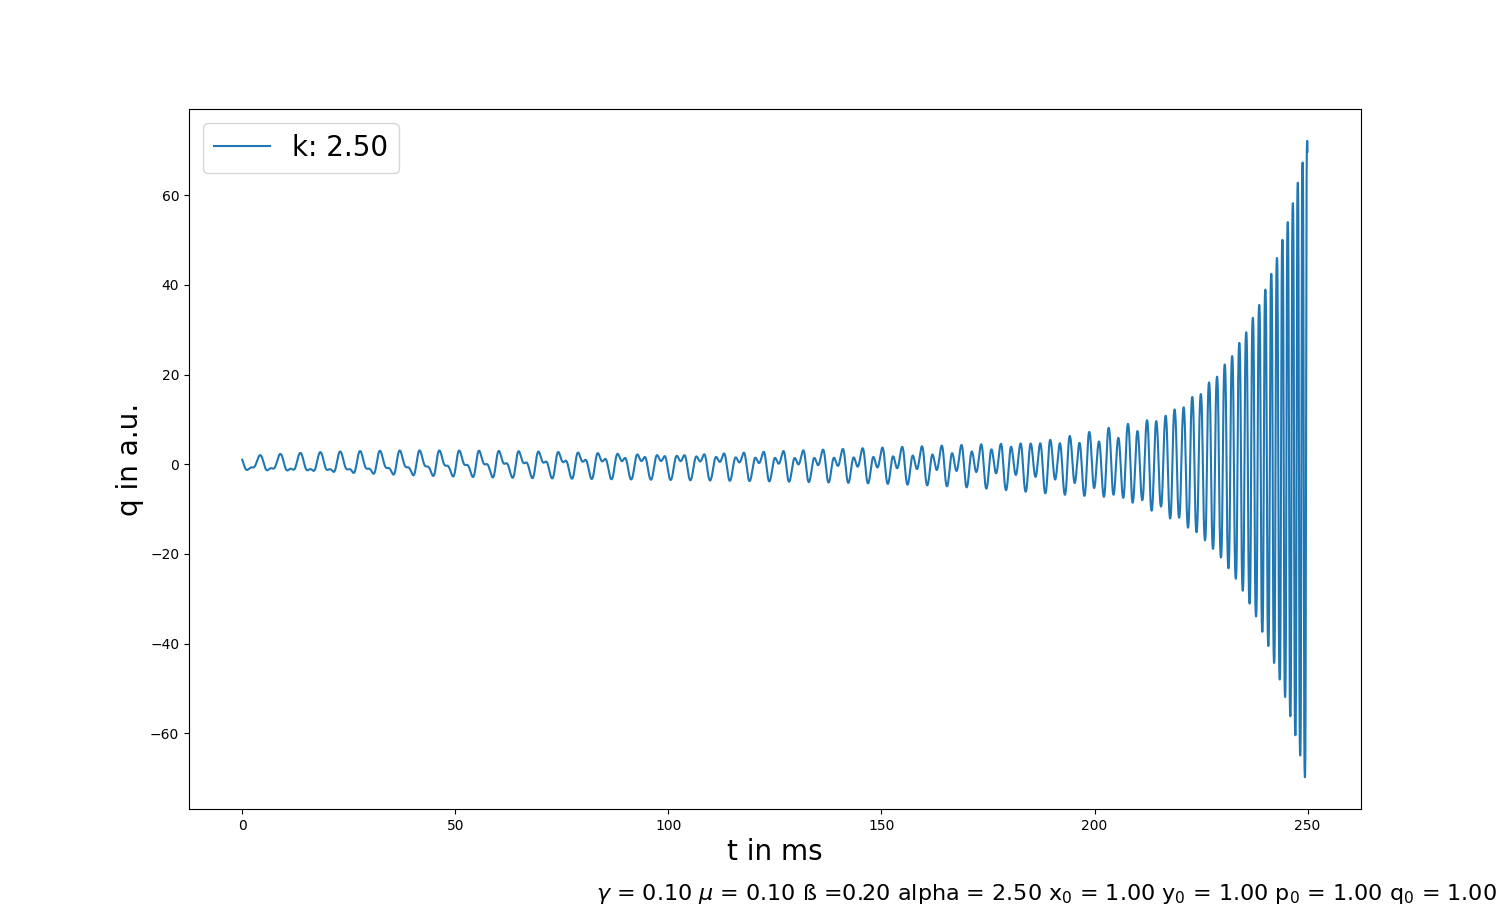 k: 2.50
60
40
20
0
−20
−40
−60
q in a.u.
0 50 100 150 200 250
t in ms
γ = 0.10 μ = 0.10 ß =0.20 alpha = 2.50 x₀ = 1.00 y₀ = 1.00 p₀ = 1.00 q₀ = 1.00